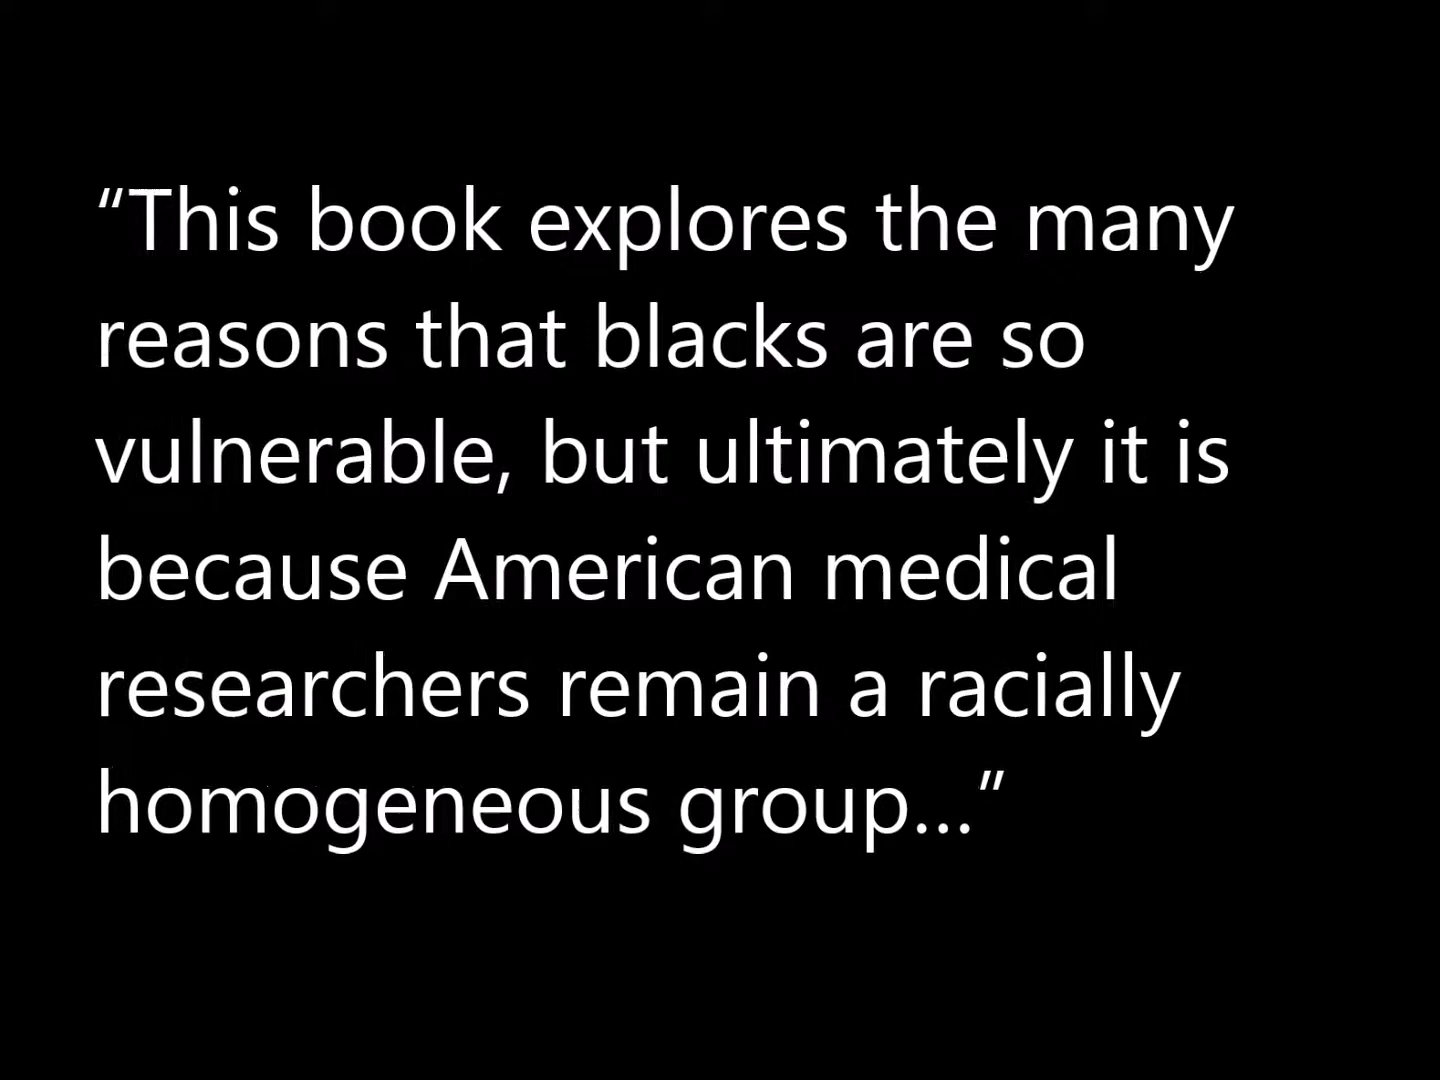 “This book explores the many
reasons that blacks are so
vulnerable, but ultimately it is
because American medical
researchers remain a racially
homogeneous group...”